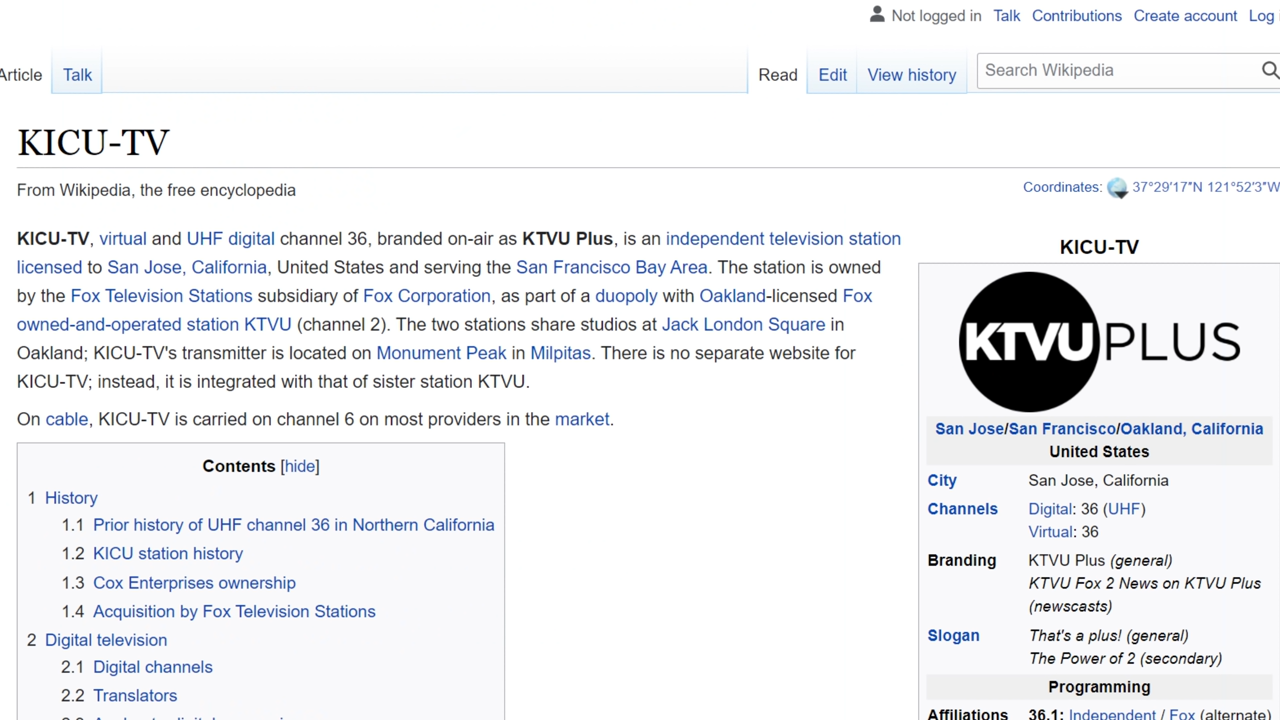 Not logged in Talk Contributions Create account Log
Article Talk Read Edit View history Search Wikipedia
KICU-TV
From Wikipedia, the free encyclopedia
Coordinates: 37°29′17″N 121°52′3″W
KICU-TV, virtual and UHF digital channel 36, branded on-air as KTVU Plus, is an independent television station
licensed to San Jose, California, United States and serving the San Francisco Bay Area. The station is owned
by the Fox Television Stations subsidiary of Fox Corporation, as part of a duopoly with Oakland-licensed Fox
owned-and-operated station KTVU (channel 2). The two stations share studios at Jack London Square in
Oakland; KICU-TV's transmitter is located on Monument Peak in Milpitas. There is no separate website for
KICU-TV; instead, it is integrated with that of sister station KTVU.
On cable, KICU-TV is carried on channel 6 on most providers in the market.
Contents [hide]
1 History
1.1 Prior history of UHF channel 36 in Northern California
1.2 KICU station history
1.3 Cox Enterprises ownership
1.4 Acquisition by Fox Television Stations
2 Digital television
2.1 Digital channels
2.2 Translators
KICU-TV
KTVU PLUS
San Jose/San Francisco/Oakland, California
United States
City San Jose, California
Channels Digital: 36 (UHF)
Virtual: 36
Branding KTVU Plus (general)
KTVU Fox 2 News on KTVU Plus
(newscasts)
Slogan That's a plus! (general)
The Power of 2 (secondary)
Programming
Affiliations 36.1: Independent / Fox (alternate)